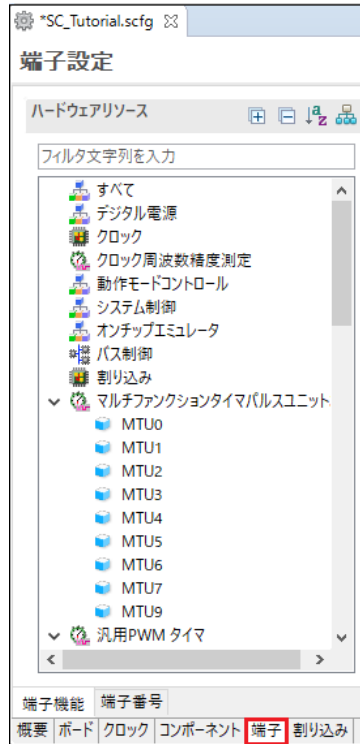 *SC_Tutorial.scfg
端子設定
ハードウェアリソース
フィルタ文字列を入力
すべて
デジタル電源
クロック
クロック周波数精度測定
動作モードコントロール
システム制御
オンチップエミュレータ
バス制御
割り込み
マルチファンクションタイマパルスユニット
MTU0
MTU1
MTU2
MTU3
MTU4
MTU5
MTU6
MTU7
MTU9
汎用PWM タイマ
端子機能 端子番号
概要 ボード クロック コンポーネント 端子 割り込み